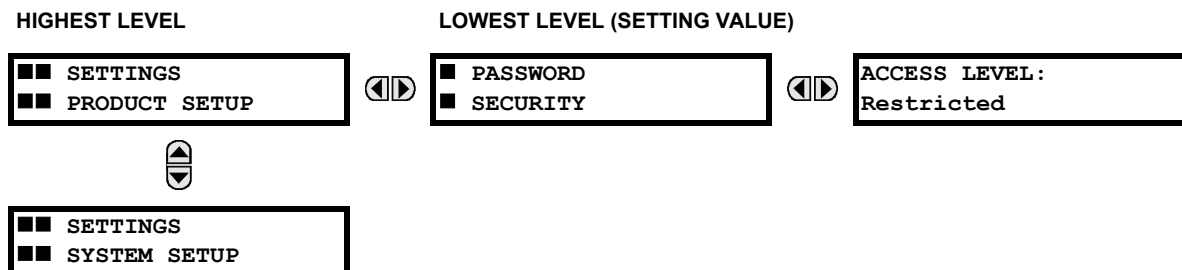 HIGHEST LEVEL
LOWEST LEVEL (SETTING VALUE)
■■ SETTINGS
■■ PRODUCT SETUP
■ PASSWORD
■ SECURITY
ACCESS LEVEL:
Restricted
■■ SETTINGS
■■ SYSTEM SETUP